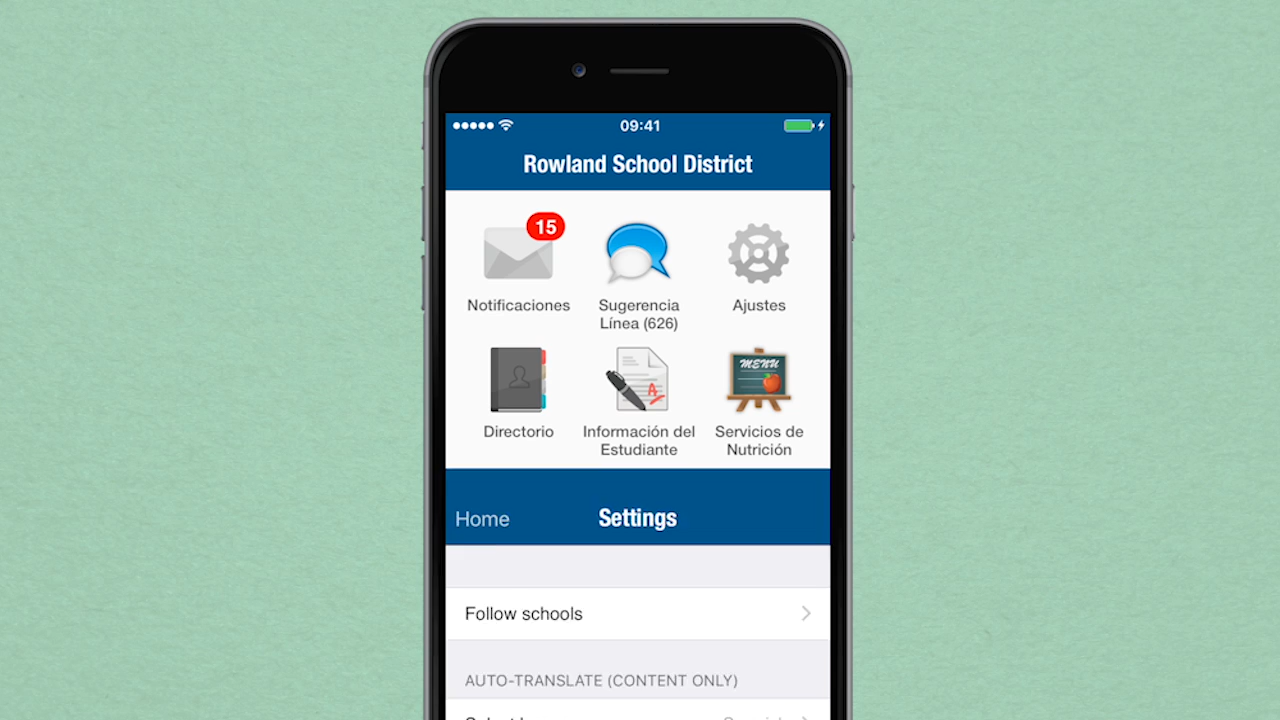 09:41
Rowland School District
15
Notificaciones
Sugerencia
Línea (626)
Ajustes
MENU
A
Directorio
Información del
Estudiante
Servicios de
Nutrición
Home
Settings
Follow schools
AUTO-TRANSLATE (CONTENT ONLY)